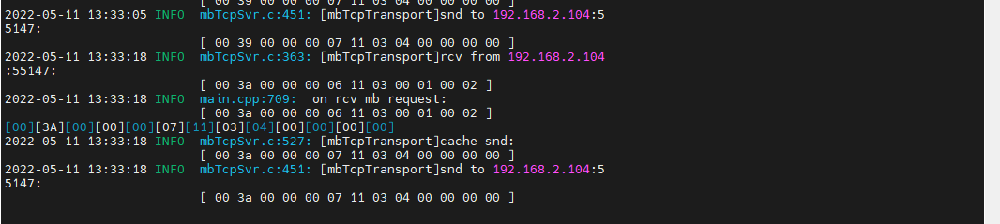 [ 00 39 00 00 00 07 11 03 04 00 00 00 00 ]
2022-05-11 13:33:05 INFO mbTcpSvr.c:451: [mbTcpTransport]snd to 192.168.2.104:5
5147:
[ 00 39 00 00 00 07 11 03 04 00 00 00 00 ]
2022-05-11 13:33:18 INFO mbTcpSvr.c:363: [mbTcpTransport]rcv from 192.168.2.104
:55147:
[ 00 3a 00 00 00 06 11 03 00 01 00 02 ]
2022-05-11 13:33:18 INFO main.cpp:709: on rcv mb request:
[ 00 3a 00 00 00 06 11 03 00 01 00 02 ]
[00][3A][00][00][00][07][11][03][04][00][00][00][00]
2022-05-11 13:33:18 INFO mbTcpSvr.c:527: [mbTcpTransport]cache snd:
[ 00 3a 00 00 00 07 11 03 04 00 00 00 00 ]
2022-05-11 13:33:18 INFO mbTcpSvr.c:451: [mbTcpTransport]snd to 192.168.2.104:5
5147:
[ 00 3a 00 00 00 07 11 03 04 00 00 00 00 ]